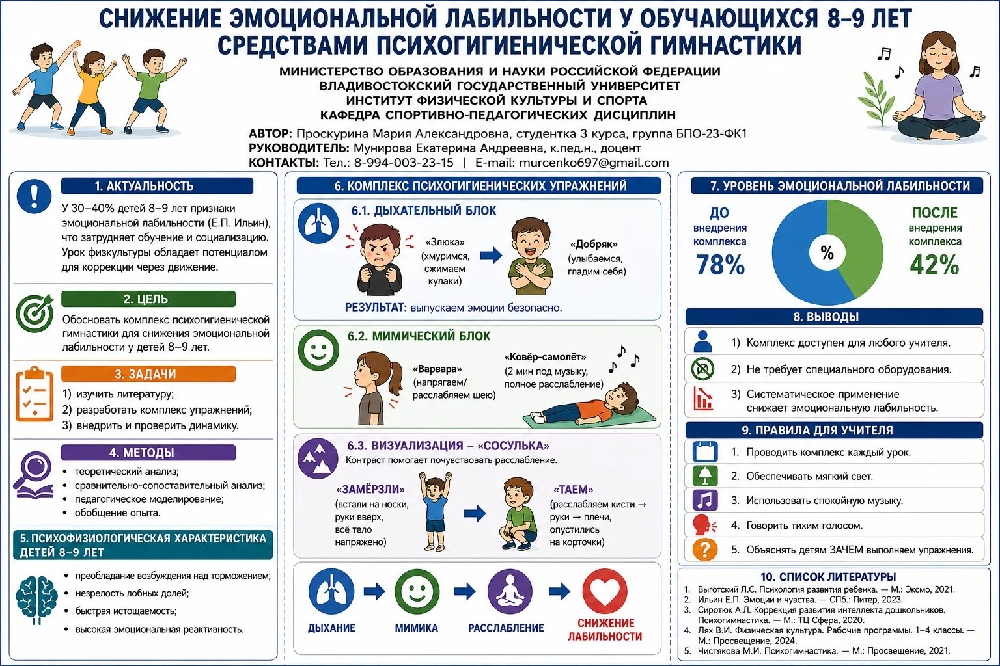 СНИЖЕНИЕ ЭМОЦИОНАЛЬНОЙ ЛАБИЛЬНОСТИ У ОБУЧАЮЩИХСЯ 8–9 ЛЕТ
СРЕДСТВАМИ ПСИХОГИГИЕНИЧЕСКОЙ ГИМНАСТИКИ
МИНИСТЕРСТВО ОБРАЗОВАНИЯ И НАУКИ РОССИЙСКОЙ ФЕДЕРАЦИИ
ВЛАДИВОСТОКСКИЙ ГОСУДАРСТВЕННЫЙ УНИВЕРСИТЕТ
ИНСТИТУТ ФИЗИЧЕСКОЙ КУЛЬТУРЫ И СПОРТА
КАФЕДРА СПОРТИВНО-ПЕДАГОГИЧЕСКИХ ДИСЦИПЛИН
АВТОР: Проскурина Мария Александровна, студентка 3 курса, группа БПО-23-ФК1
РУКОВОДИТЕЛЬ: Мунирова Екатерина Андреевна, к.пед.н., доцент
КОНТАКТЫ: Тел.: 8-994-003-23-15 | E-mail: murcenko697@gmail.com
1. АКТУАЛЬНОСТЬ
У 30–40% детей 8–9 лет признаки
эмоциональной лабильности (Е.П. Ильин),
что затрудняет обучение и социализацию.
Урок физкультуры обладает потенциалом
для коррекции через движение.
2. ЦЕЛЬ
Обосновать комплекс психогигиенической
гимнастики для снижения эмоциональной
лабильности у детей 8–9 лет.
3. ЗАДАЧИ
1) изучить литературу;
2) разработать комплекс упражнений;
3) внедрить и проверить динамику.
4. МЕТОДЫ
• теоретический анализ;
• сравнительно-сопоставительный анализ;
• педагогическое моделирование;
• обобщение опыта.
5. ПСИХОФИЗИОЛОГИЧЕСКАЯ ХАРАКТЕРИСТИКА
ДЕТЕЙ 8–9 ЛЕТ
• преобладание возбуждения над торможением;
• незрелость лобных долей;
• быстрая истощаемость;
• высокая эмоциональная реактивность.
6. КОМПЛЕКС ПСИХОГИГИЕНИЧЕСКИХ УПРАЖНЕНИЙ
6.1. ДЫХАТЕЛЬНЫЙ БЛОК
«Злюка»
(хмуримся,
сжимаем
кулаки)
«Добряк»
(улыбаемся,
гладим себя)
РЕЗУЛЬТАТ: выпускаем эмоции безопасно.
6.2. МИМИЧЕСКИЙ БЛОК
«Варвара»
(напрягаем/
расслабляем шею)
«Ковёр-самолёт»
(2 мин под музыку,
полное расслабление)
6.3. ВИЗУАЛИЗАЦИЯ – «СОСУЛЬКА»
Контраст помогает почувствовать расслабление.
«ЗАМЁРЗЛИ»
(встали на носки,
руки вверх,
всё тело
напряжено)
«ТАЕМ»
(расслабляем кисти →
руки → плечи,
опустились
на корточки)
ДЫХАНИЕ
МИМИКА
РАССЛАБЛЕНИЕ
СНИЖЕНИЕ
ЛАБИЛЬНОСТИ
7. УРОВЕНЬ ЭМОЦИОНАЛЬНОЙ ЛАБИЛЬНОСТИ
ДО
внедрения
комплекса
78%
%
ПОСЛЕ
внедрения
комплекса
42%
8. ВЫВОДЫ
1) Комплекс доступен для любого учителя.
2) Не требует специального оборудования.
3) Систематическое применение
снижает эмоциональную лабильность.
9. ПРАВИЛА ДЛЯ УЧИТЕЛЯ
1. Проводить комплекс каждый урок.
2. Обеспечивать мягкий свет.
3. Использовать спокойную музыку.
4. Говорить тихим голосом.
5. Объяснять детям ЗАЧЕМ выполняем упражнения.
10. СПИСОК ЛИТЕРАТУРЫ
1. Выготский Л.С. Психология развития ребенка. — М.: Эксмо, 2021.
2. Ильин Е.П. Эмоции и чувства. — СПб.: Питер, 2023.
3. Сиротюк А.Л. Коррекция развития интеллекта дошкольников.
Психогимнастика. — М.: ТЦ Сфера, 2020.
4. Лях В.И. Физическая культура. Рабочие программы. 1–4 классы. —
М.: Просвещение, 2024.
5. Чистякова М.И. Психогимнастика. — М.: Просвещение, 2021.